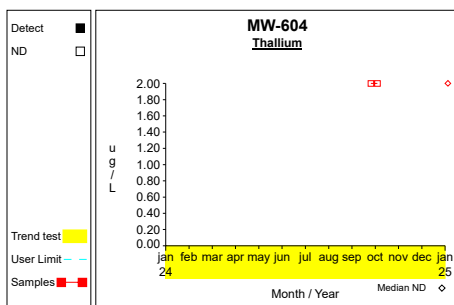 Detect
ND
Trend test
User Limit
Samples
MW-604
Thallium
ug/L
2.00
1.80
1.60
1.40
1.20
1.00
0.80
0.60
0.40
0.20
0.00
jan feb mar apr may jun jul aug sep oct nov dec jan
24 25
Month / Year
Median ND